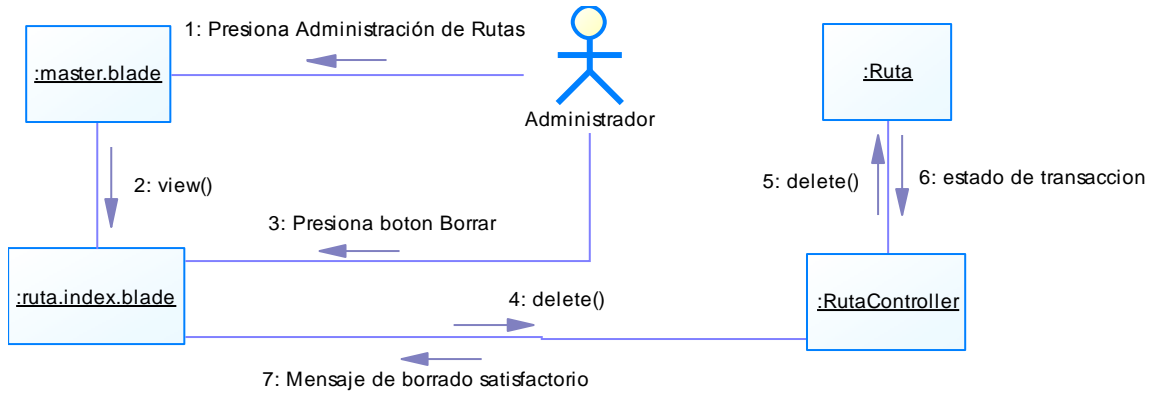 1: Presiona Administración de Rutas
:master.blade
:Ruta
Administrador
2: view()
5: delete()
6: estado de transaccion
3: Presiona boton Borrar
:ruta.index.blade
4: delete()
:RutaController
7: Mensaje de borrado satisfactorio